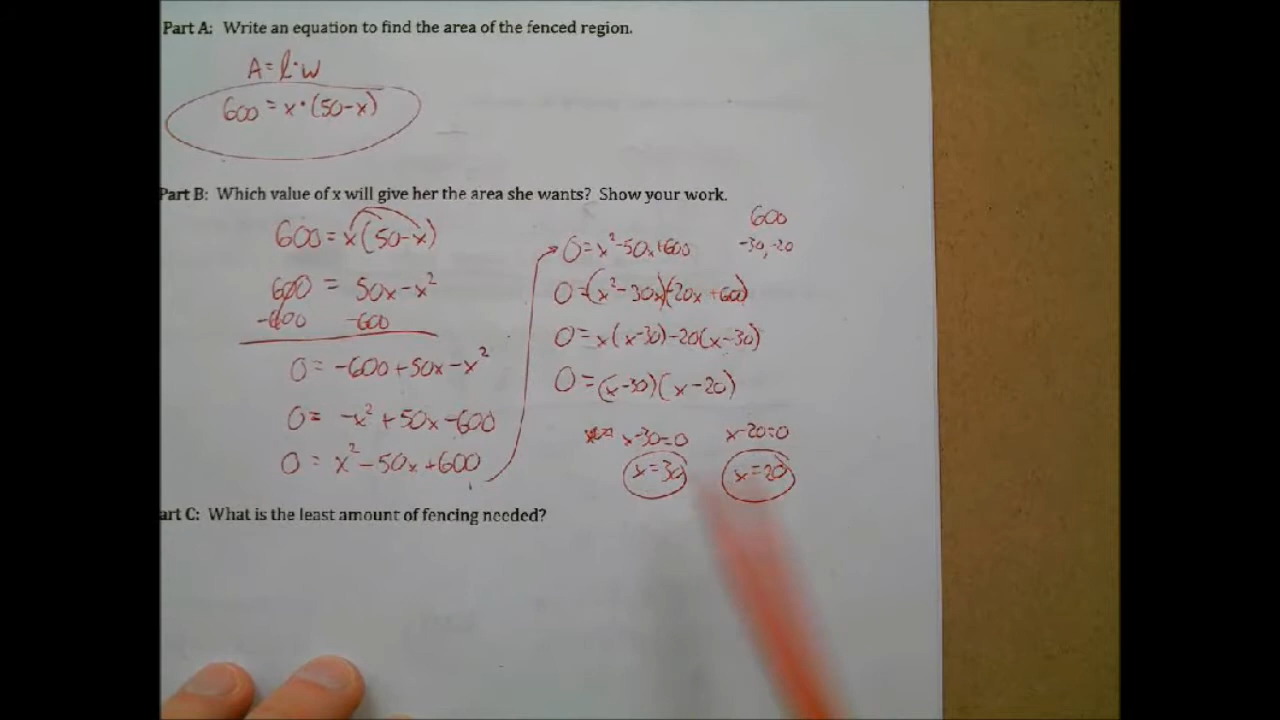 Part A: Write an equation to find the area of the fenced region.
A = l · w
600 = x · (50-x)
Part B: Which value of x will give her the area she wants? Show your work.
600 = x(50-x)
600 = 50x - x²
-600 -600
0 = -600 + 50x - x²
0 = -x² + 50x - 600
0 = x² - 50x + 600
600
-30, -20
0 = x² - 50x + 600
0 = (x² - 30x)(-20x + 600)
0 = x(x-30) - 20(x-30)
0 = (x-30)(x-20)
x-30=0 x-20=0
x=30 x=20
art C: What is the least amount of fencing needed?